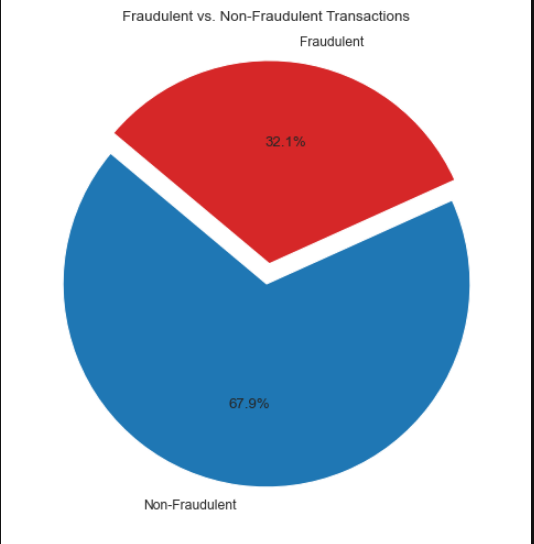 Fraudulent vs. Non-Fraudulent Transactions
Fraudulent
32.1%
67.9%
Non-Fraudulent